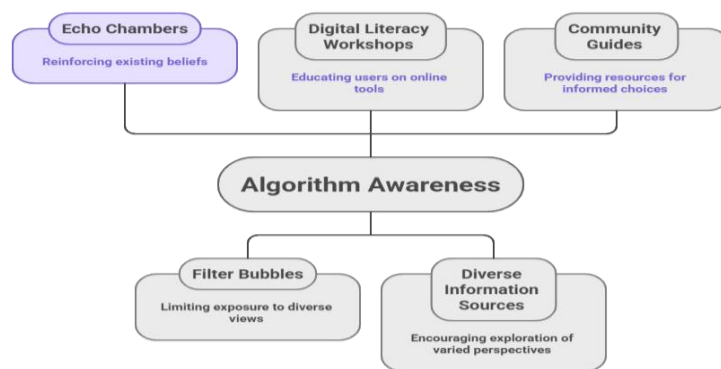 Echo Chambers
Reinforcing existing beliefs
Digital Literacy
Workshops
Educating users on online
tools
Community
Guides
Providing resources for
informed choices
Algorithm Awareness
Filter Bubbles
Limiting exposure to diverse
views
Diverse
Information
Sources
Encouraging exploration of
varied perspectives